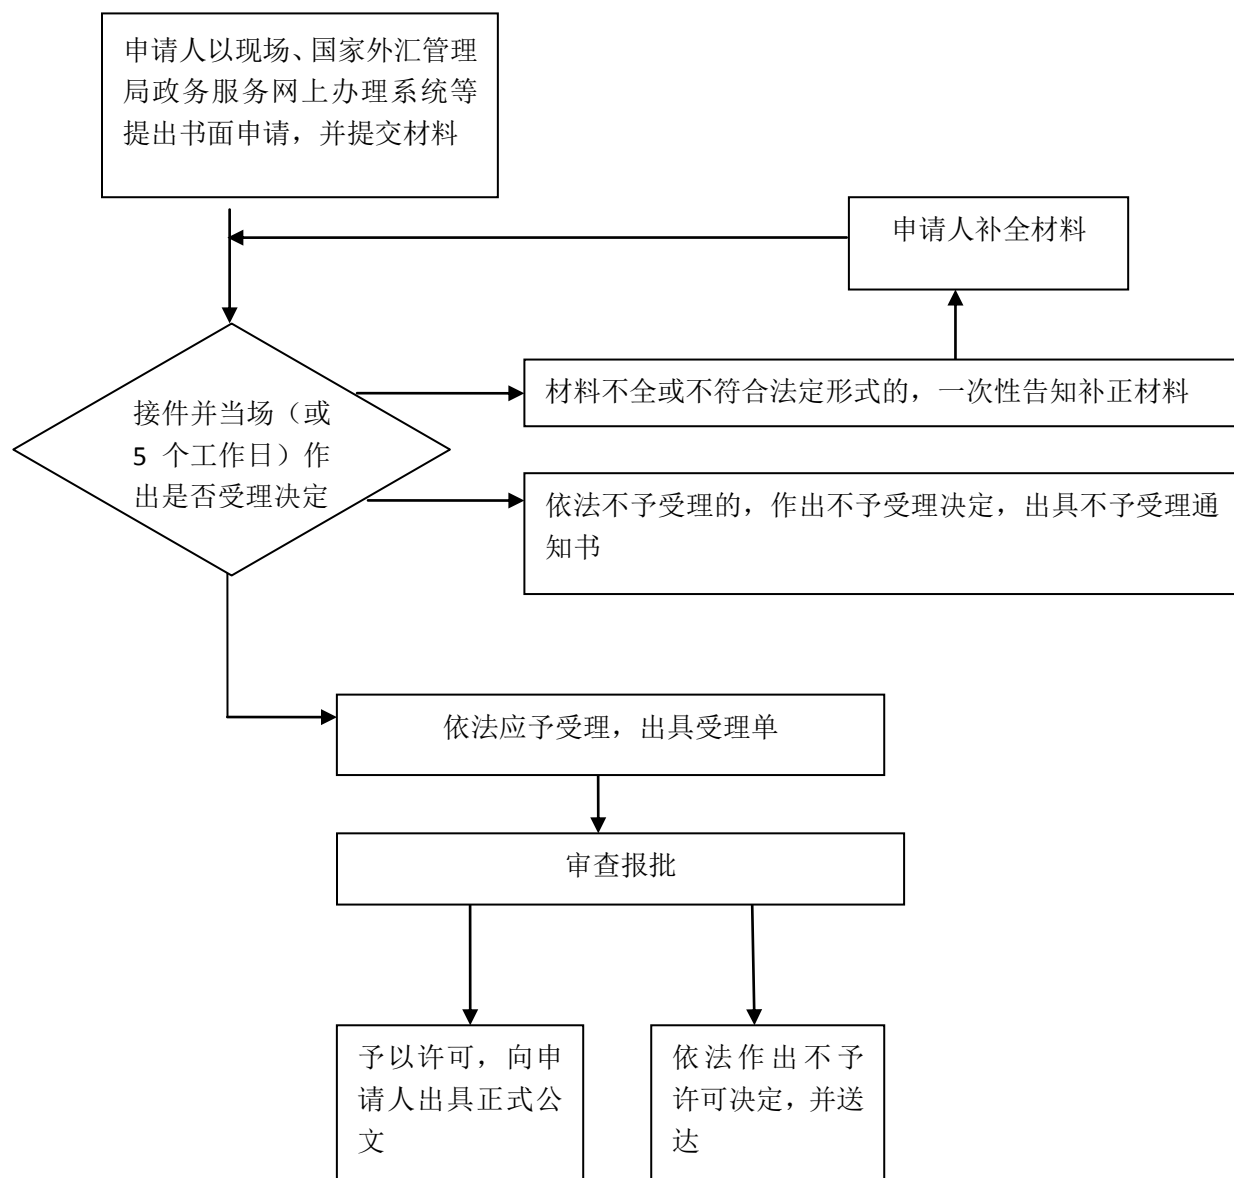 申请人以现场、国家外汇管理
局政务服务网上办理系统等
提出书面申请，并提交材料
申请人补全材料
材料不全或不符合法定形式的，一次性告知补正材料
接件并当场（或
5 个工作日）作
出是否受理决定
依法不予受理的，作出不予受理决定，出具不予受理通
知书
依法应予受理，出具受理单
审查报批
予以许可，向申
请人出具正式公
文
依法作出不予
许可决定，并送
达